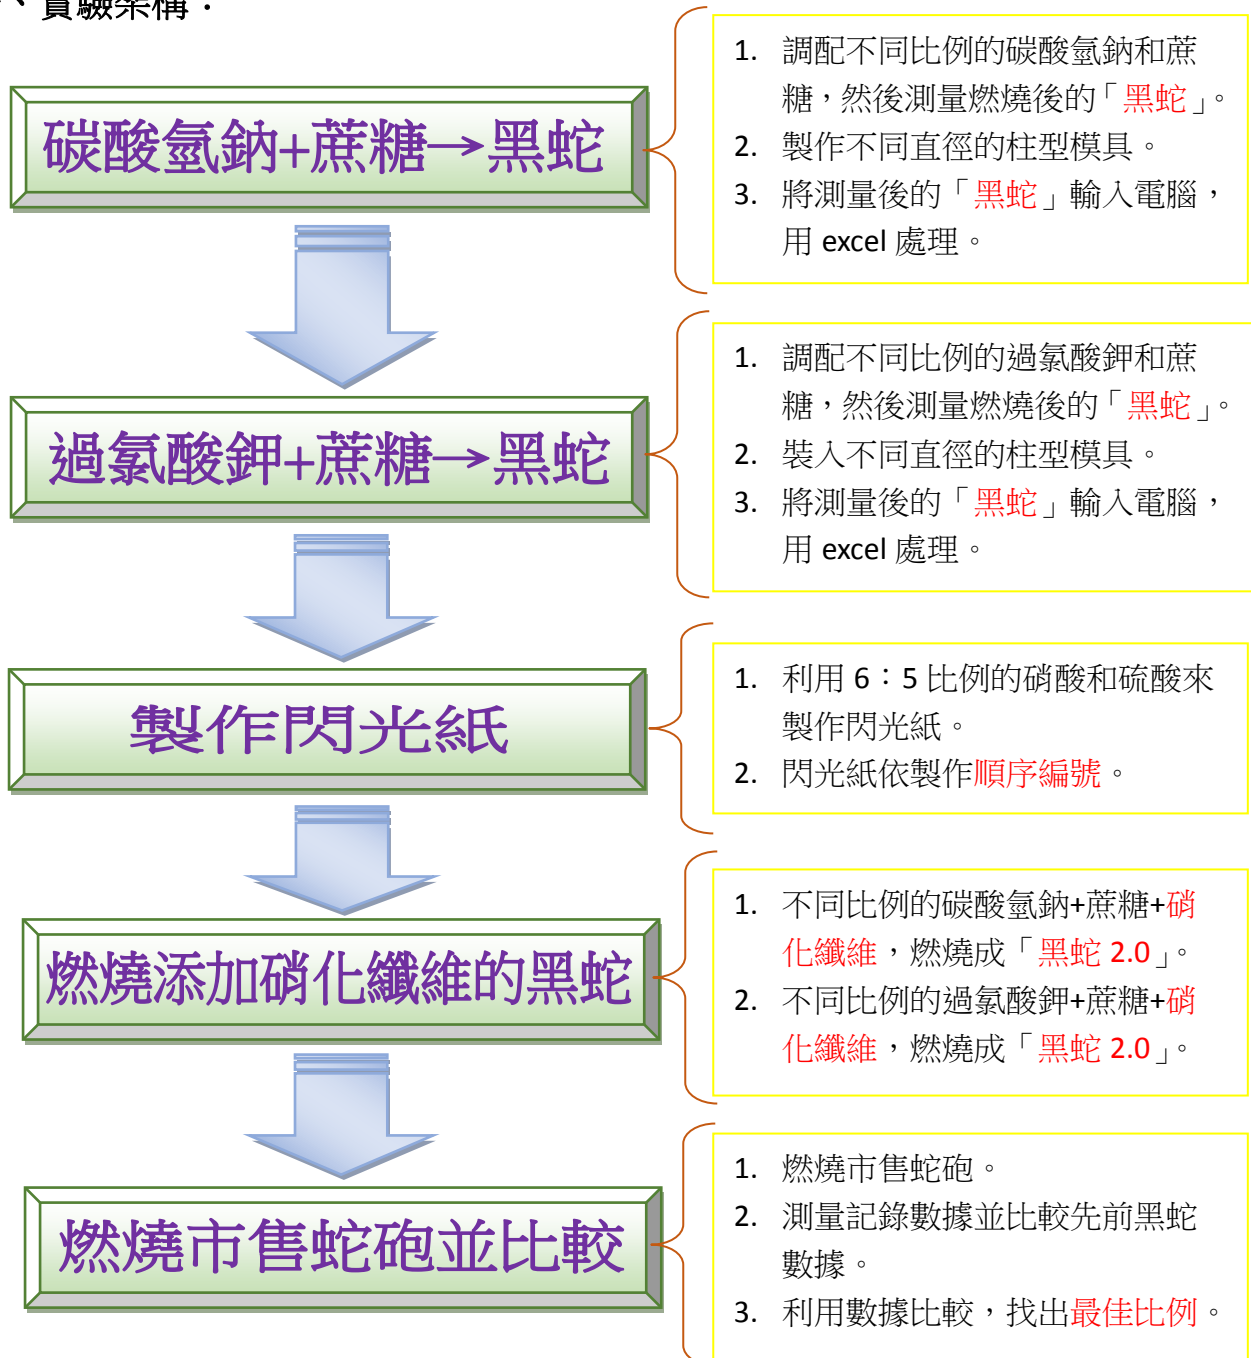 、實驗架構：
碳酸氫鈉+蔗糖→黑蛇
1. 調配不同比例的碳酸氫鈉和蔗
糖，然後測量燃燒後的「黑蛇」。
2. 製作不同直徑的柱型模具。
3. 將測量後的「黑蛇」輸入電腦，
用 excel 處理。
過氯酸鉀+蔗糖→黑蛇
1. 調配不同比例的過氯酸鉀和蔗
糖，然後測量燃燒後的「黑蛇」。
2. 裝入不同直徑的柱型模具。
3. 將測量後的「黑蛇」輸入電腦，
用 excel 處理。
製作閃光紙
1. 利用 6：5 比例的硝酸和硫酸來
製作閃光紙。
2. 閃光紙依製作順序編號。
燃燒添加硝化纖維的黑蛇
1. 不同比例的碳酸氫鈉+蔗糖+硝
化纖維，燃燒成「黑蛇 2.0」。
2. 不同比例的過氯酸鉀+蔗糖+硝
化纖維，燃燒成「黑蛇 2.0」。
燃燒市售蛇砲並比較
1. 燃燒市售蛇砲。
2. 測量記錄數據並比較先前黑蛇
數據。
3. 利用數據比較，找出最佳比例。